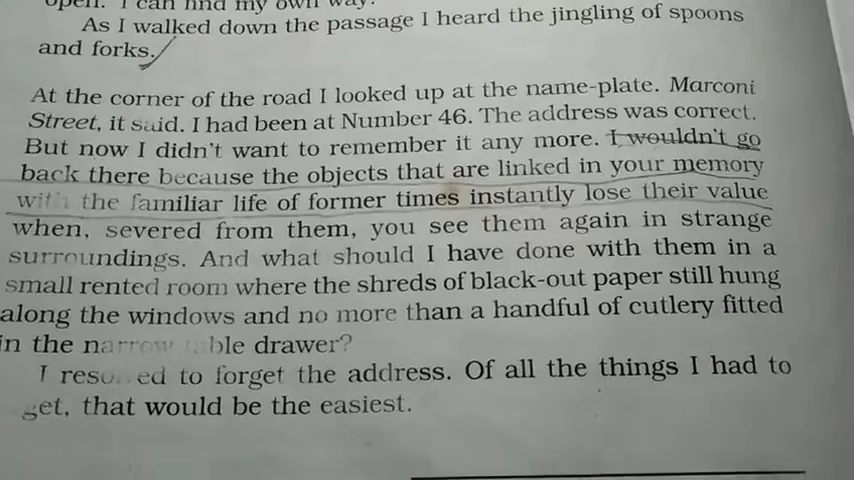 open. I can find my own way.
As I walked down the passage I heard the jingling of spoons
and forks.
At the corner of the road I looked up at the name-plate. Marconi
Street, it said. I had been at Number 46. The address was correct.
But now I didn't want to remember it any more. I wouldn't go
back there because the objects that are linked in your memory
with the familiar life of former times instantly lose their value
when, severed from them, you see them again in strange
surroundings. And what should I have done with them in a
small rented room where the shreds of black-out paper still hung
along the windows and no more than a handful of cutlery fitted
in the narrow table drawer?
I resolved to forget the address. Of all the things I had to
get, that would be the easiest.